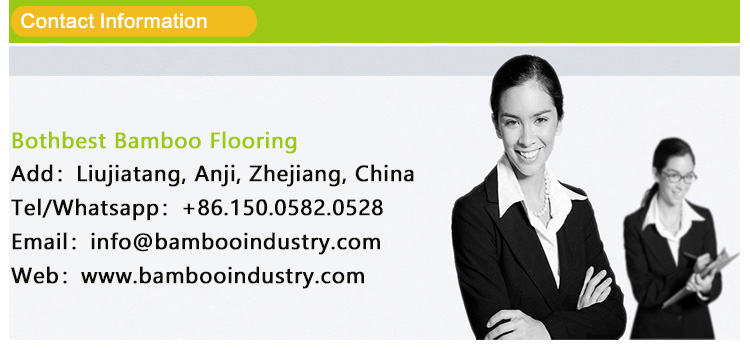 Contact Information
Bothbest Bamboo Flooring
Add：Liujiatang, Anji, Zhejiang, China
Tel/Whatsapp：+86.150.0582.0528
Email：info@bambooindustry.com
Web：www.bambooindustry.com